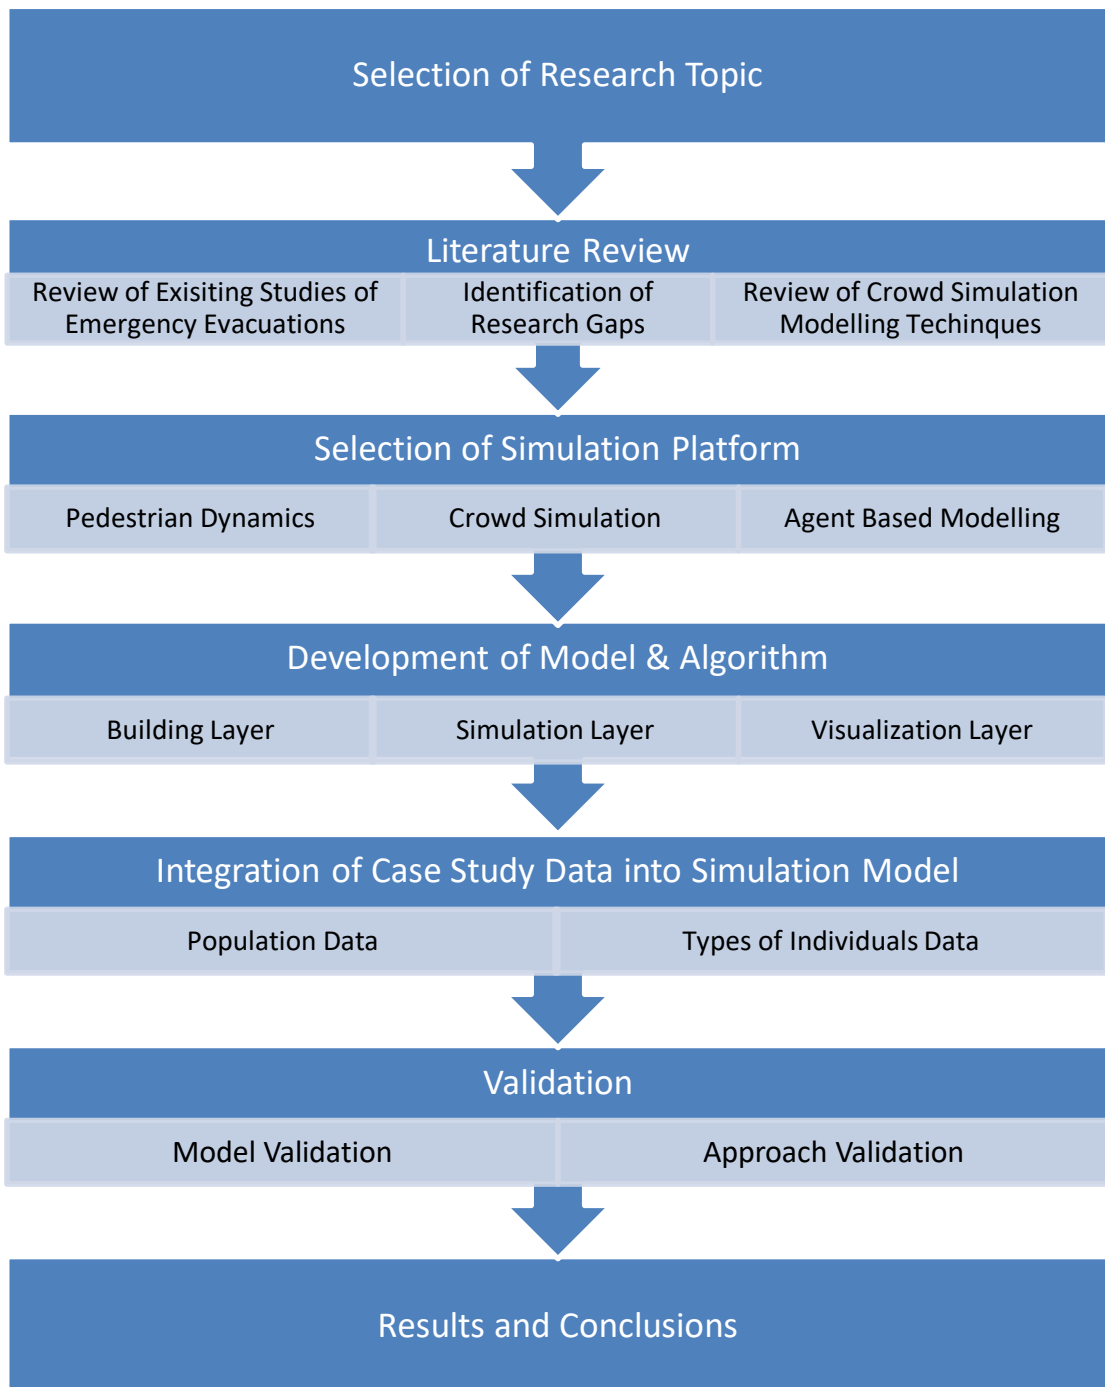 Selection of Research Topic
Literature Review
Review of Exisiting Studies of
Emergency Evacuations
Identification of
Research Gaps
Review of Crowd Simulation
Modelling Techinques
Selection of Simulation Platform
Pedestrian Dynamics
Crowd Simulation
Agent Based Modelling
Development of Model & Algorithm
Building Layer
Simulation Layer
Visualization Layer
Integration of Case Study Data into Simulation Model
Population Data
Types of Individuals Data
Validation
Model Validation
Approach Validation
Results and Conclusions